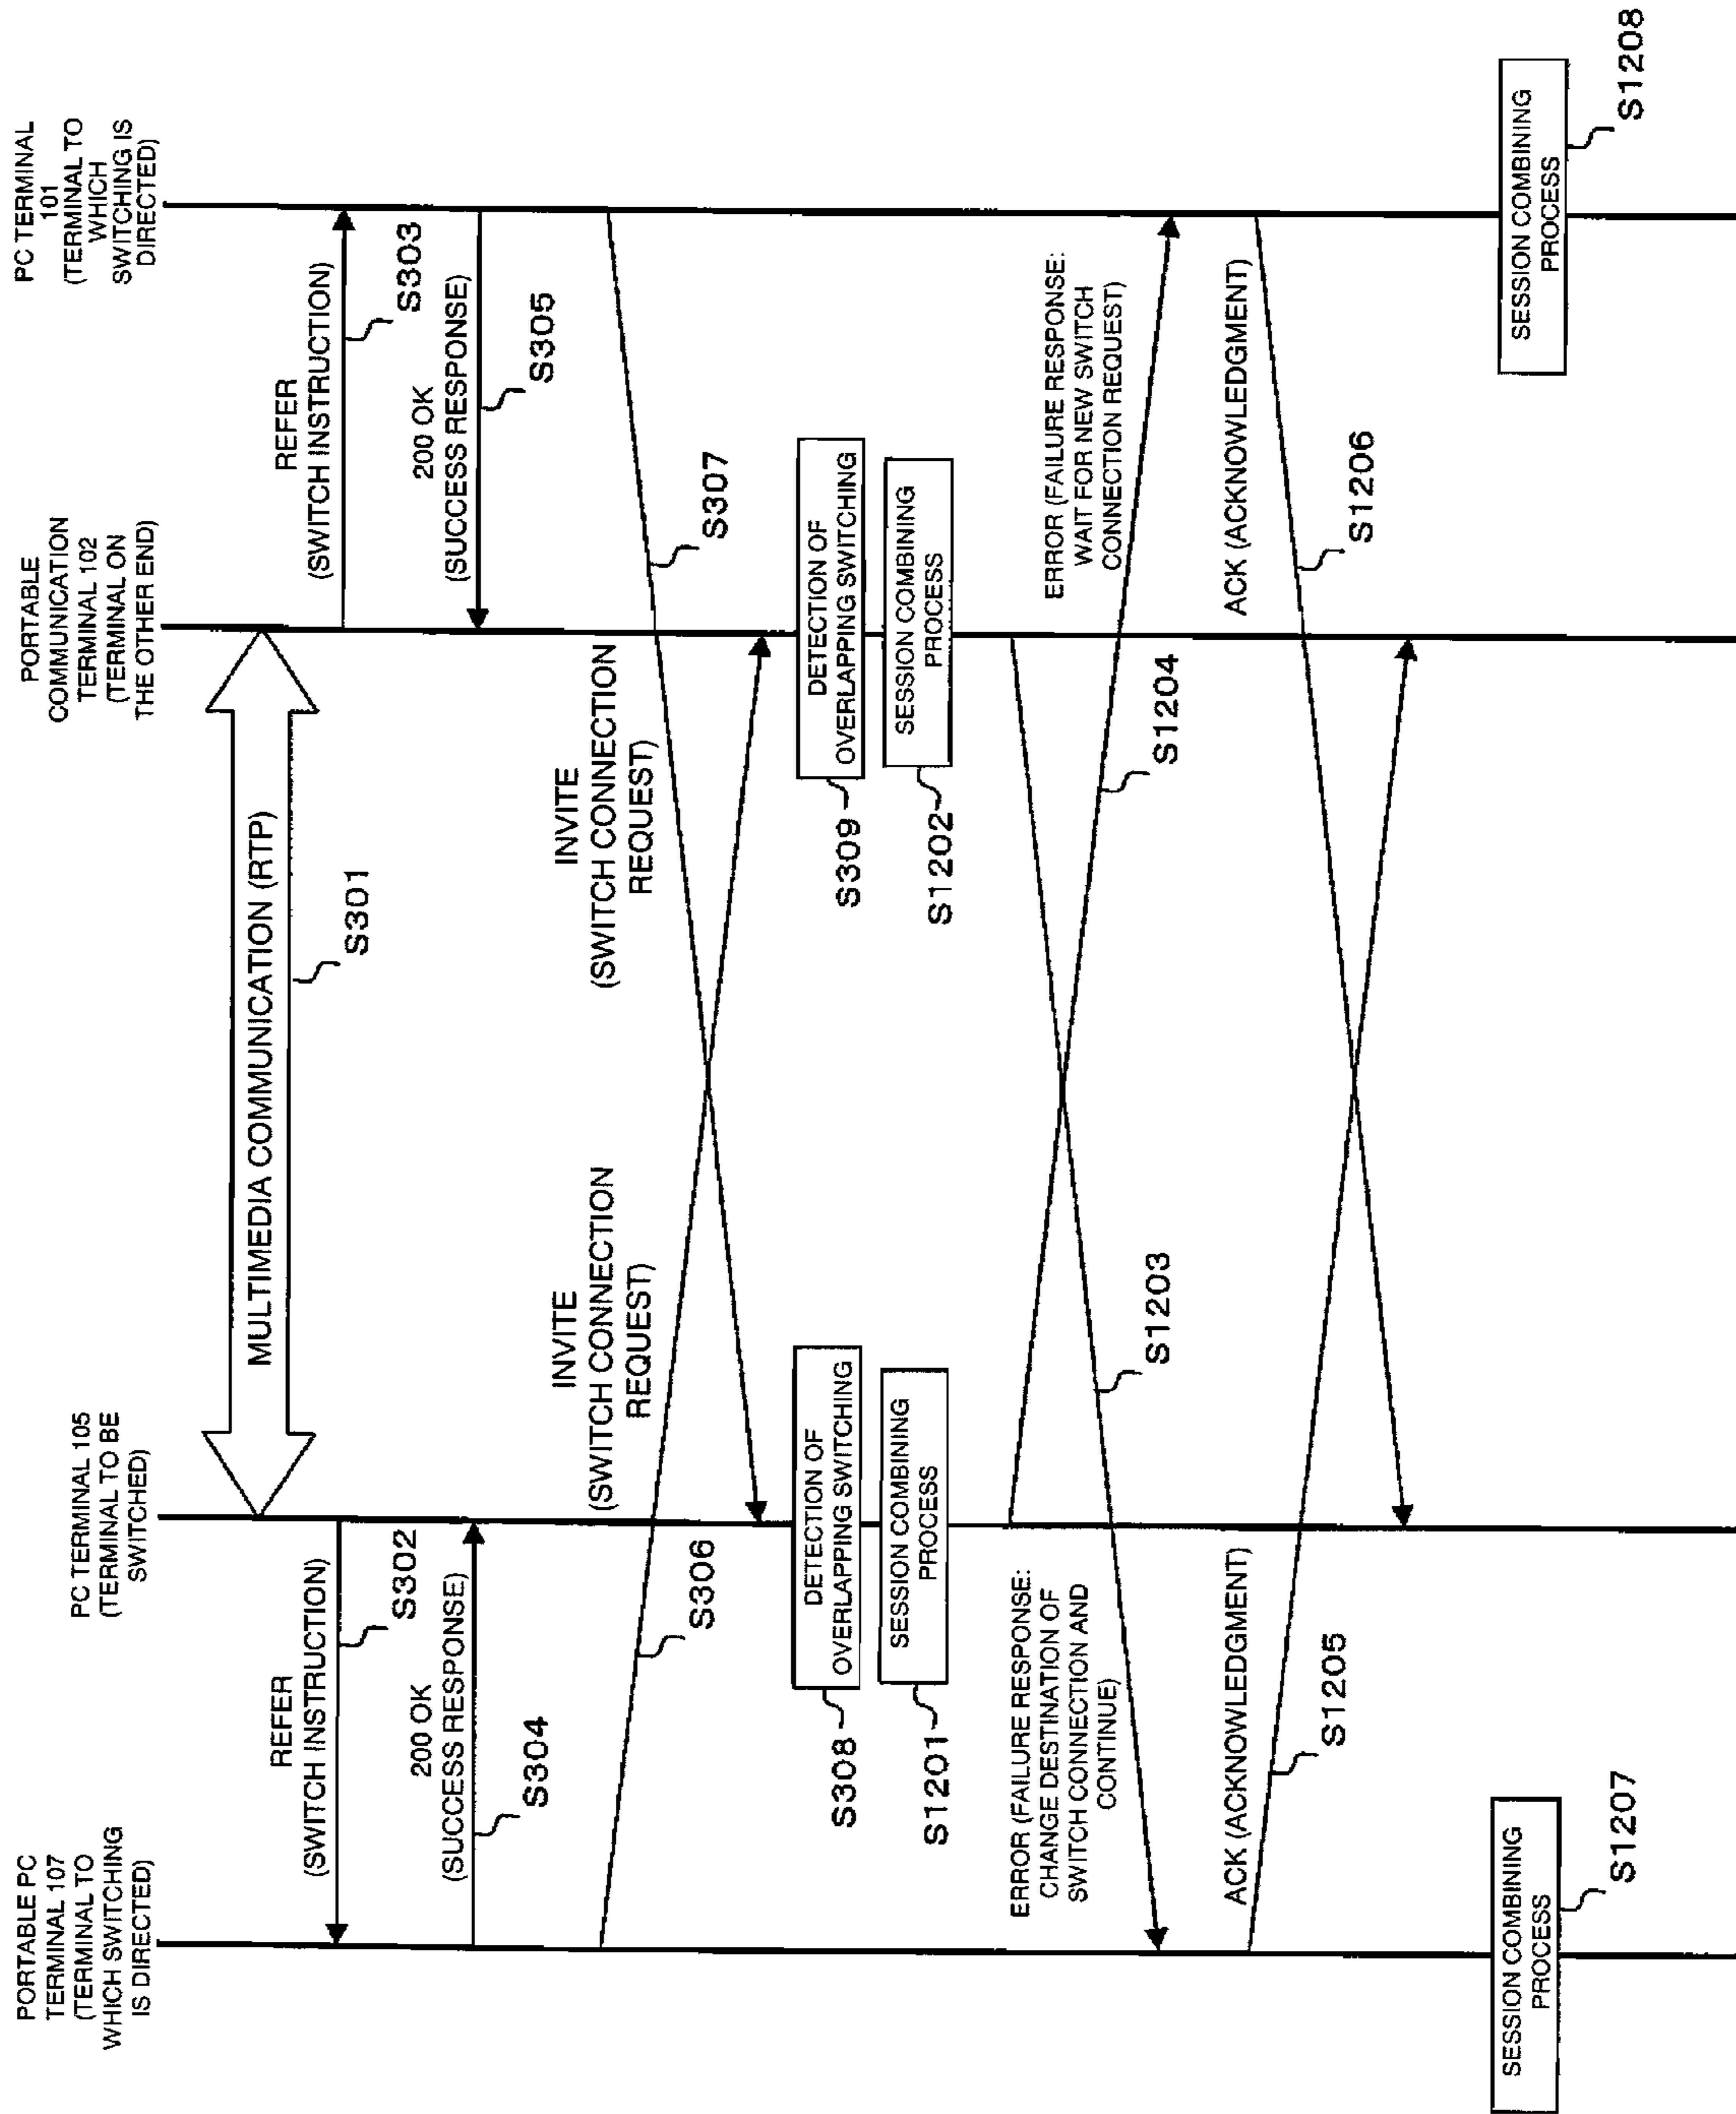 PORTABLE PC
TERMINAL 107
(TERMINAL TO
WHICH SWITCHING
IS DIRECTED)
PC TERMINAL 105
(TERMINAL TO BE
SWITCHED)
PORTABLE
COMMUNICATION
TERMINAL 102
(TERMINAL ON
THE OTHER END)
PC TERMINAL
101
(TERMINAL TO
WHICH
SWITCHING IS
DIRECTED)
MULTIMEDIA COMMUNICATION (RTP)
S301
REFER
(SWITCH INSTRUCTION)
S302
REFER
(SWITCH INSTRUCTION)
S303
200 OK
(SUCCESS RESPONSE)
S304
200 OK
(SUCCESS RESPONSE)
S305
INVITE
(SWITCH CONNECTION
REQUEST)
S306
INVITE
(SWITCH CONNECTION
REQUEST)
S307
DETECTION OF
OVERLAPPING SWITCHING
S308
DETECTION OF
OVERLAPPING SWITCHING
S309
SESSION COMBINING
PROCESS
S1201
SESSION COMBINING
PROCESS
S1202
ERROR (FAILURE RESPONSE:
CHANGE DESTINATION OF
SWITCH CONNECTION AND
CONTINUE)
S1203
ERROR (FAILURE RESPONSE:
WAIT FOR NEW SWITCH
CONNECTION REQUEST)
S1204
ACK (ACKNOWLEDGMENT)
S1205
ACK (ACKNOWLEDGMENT)
S1206
SESSION COMBINING
PROCESS
S1207
SESSION COMBINING
PROCESS
S1208